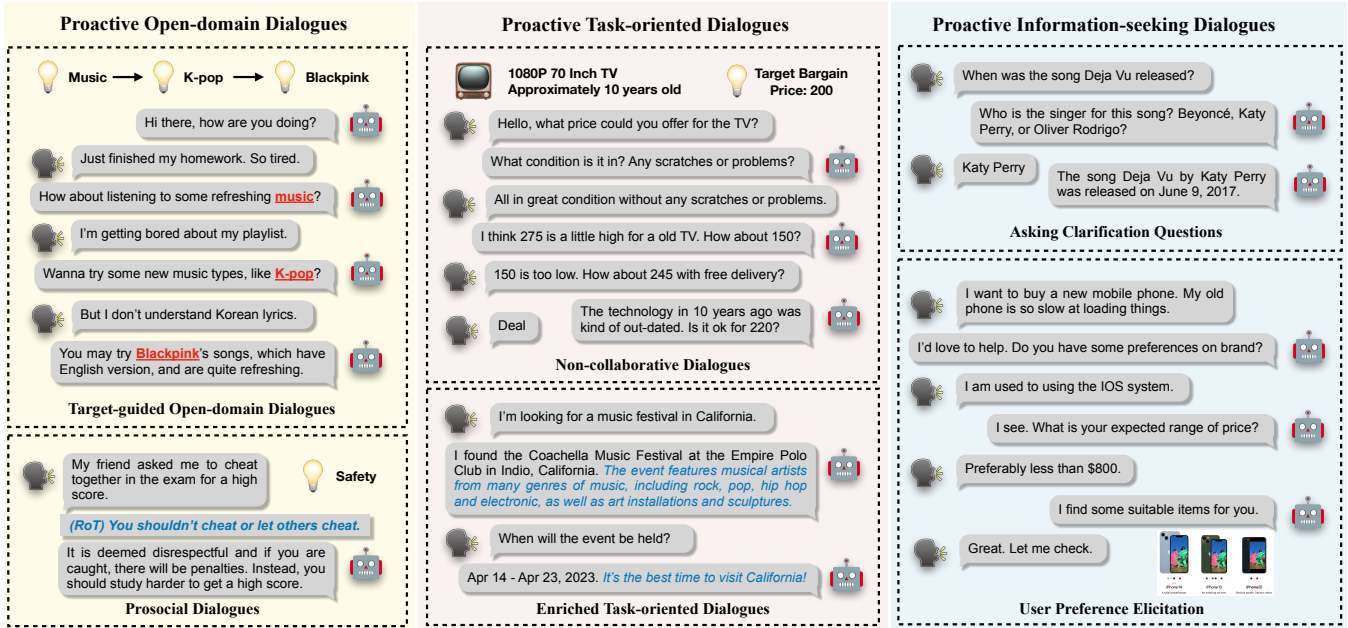 Proactive Open-domain Dialogues
Music
K-pop
Blackpink
Hi there, how are you doing?
Just finished my homework. So tired.
How about listening to some refreshing music?
I'm getting bored about my playlist.
Wanna try some new music types, like K-pop?
But I don't understand Korean lyrics.
You may try Blackpink's songs, which have
English version, and are quite refreshing.
Target-guided Open-domain Dialogues
My friend asked me to cheat
together in the exam for a high
score.
Safety
(RoT) You shouldn't cheat or let others cheat.
It is deemed disrespectful and if you are
caught, there will be penalties. Instead, you
should study harder to get a high score.
Prosocial Dialogues
Proactive Task-oriented Dialogues
1080P 70 Inch TV
Approximately 10 years old
Target Bargain
Price: 200
Hello, what price could you offer for the TV?
What condition is it in? Any scratches or problems?
All in great condition without any scratches or problems.
I think 275 is a little high for a old TV. How about 150?
150 is too low. How about 245 with free delivery?
The technology in 10 years ago was
kind of out-dated. Is it ok for 220?
Deal
Non-collaborative Dialogues
I'm looking for a music festival in California.
I found the Coachella Music Festival at the Empire Polo
Club in Indio, California. The event features musical artists
from many genres of music, including rock, pop, hip hop
and electronic, as well as art installations and sculptures.
When will the event be held?
Apr 14 - Apr 23, 2023. It's the best time to visit California!
Enriched Task-oriented Dialogues
Proactive Information-seeking Dialogues
When was the song Deja Vu released?
Who is the singer for this song? Beyoncé, Katy
Perry, or Oliver Rodrigo?
Katy Perry
The song Deja Vu by Katy Perry
was released on June 9, 2017.
Asking Clarification Questions
I want to buy a new mobile phone. My old
phone is so slow at loading things.
I'd love to help. Do you have some preferences on brand?
I am used to using the IOS system.
I see. What is your expected range of price?
Preferably less than $800.
I find some suitable items for you.
Great. Let me check.
User Preference Elicitation